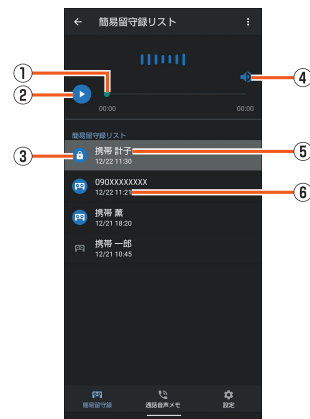 簡易留守録リスト
①
②
④
00:00 00:00
簡易留守録リスト
③
携帯 計子
⑤
12/22 11:30
090XXXXXXXX
12/22 11:21
⑥
携帯 薫
12/21 18:20
携帯 一郎
12/21 10:45
簡易留守録 通話音声メモ 設定